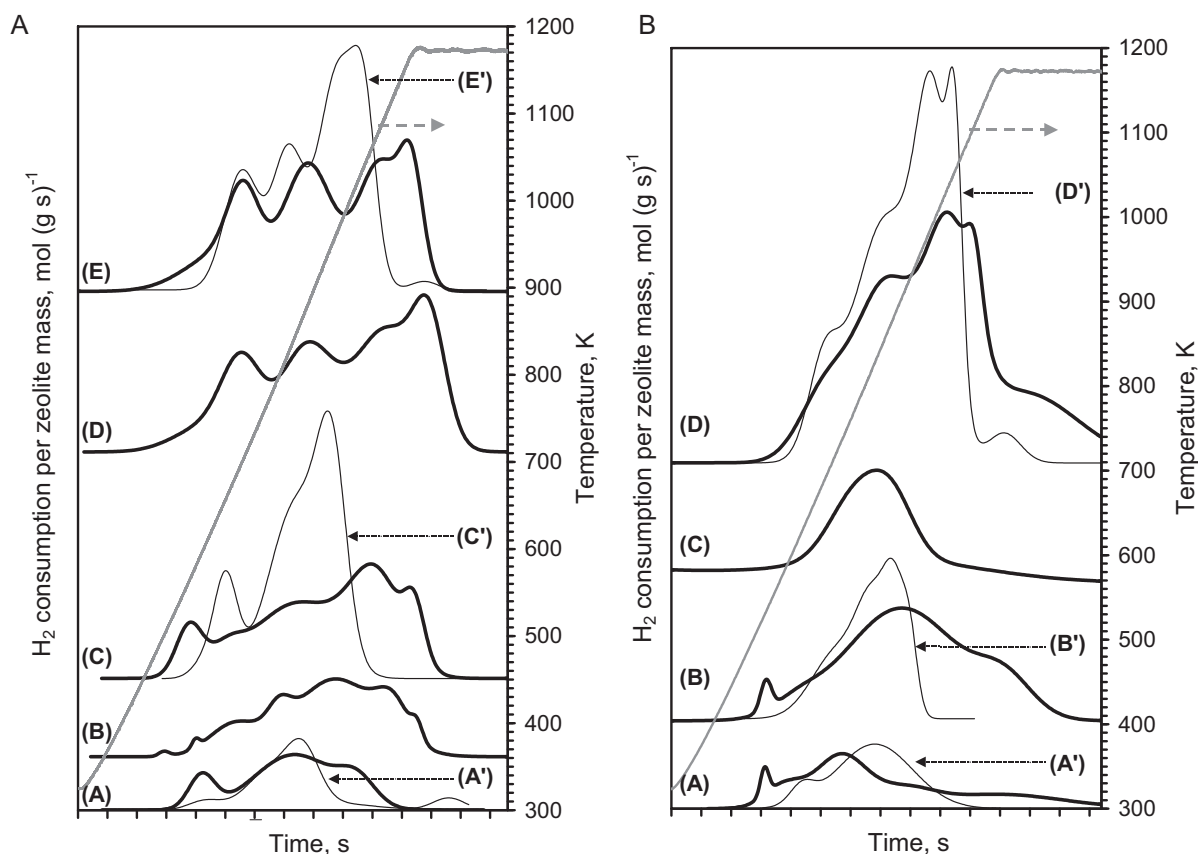 A
H₂ consumption per zeolite mass, mol (g s)⁻¹
(E')
(E)
(D)
(C')
(C)
(B)
(A')
(A)
1200
1100
1000
900
800
700
600
500
400
300
Temperature, K
Time, s
B
H₂ consumption per zeolite mass, mol (g s)⁻¹
(D')
(D)
(C)
(B')
(B)
(A')
(A)
1200
1100
1000
900
800
700
600
500
400
300
Temperature, K
Time, s